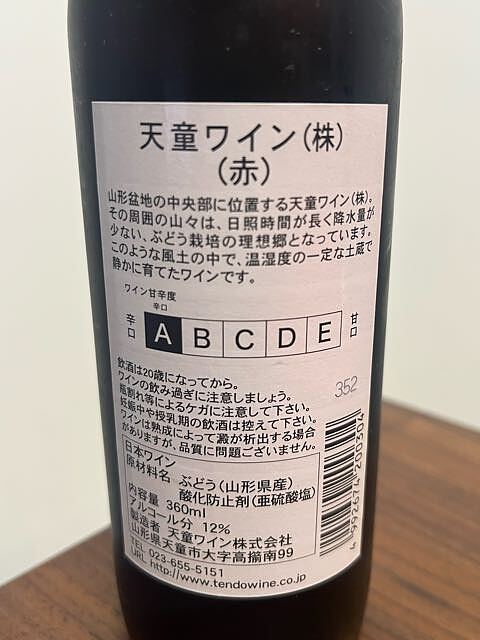 天童ワイン(株)
(赤)
山形盆地の中央部に位置する天童ワイン(株)。
その周囲の山々は、日照時間が長く降水量が
少ない、ぶどう栽培の理想郷となっています。
このような風土の中で、温湿度の一定な土蔵で
静かに育てたワインです。
ワイン甘辛度
辛口
辛口 A B C D E 甘口
飲酒は20歳になってから。
ワインの飲み過ぎに注意しましょう。
瓶割れ等によるケガに注意して下さい。
妊娠中や授乳期の飲酒は控えて下さい。
ワインは熟成によって澱が析出する場合
がありますが、品質に問題ございません。
352
日本ワイン
原材料名 ぶどう(山形県産)
酸化防止剤(亜硫酸塩)
内容量 360ml
アルコール分 12%
製造者 天童ワイン株式会社
山形県天童市大字高擶南99
TEL 023-655-5151
URL http://www.tendowine.co.jp
4 992674 200304